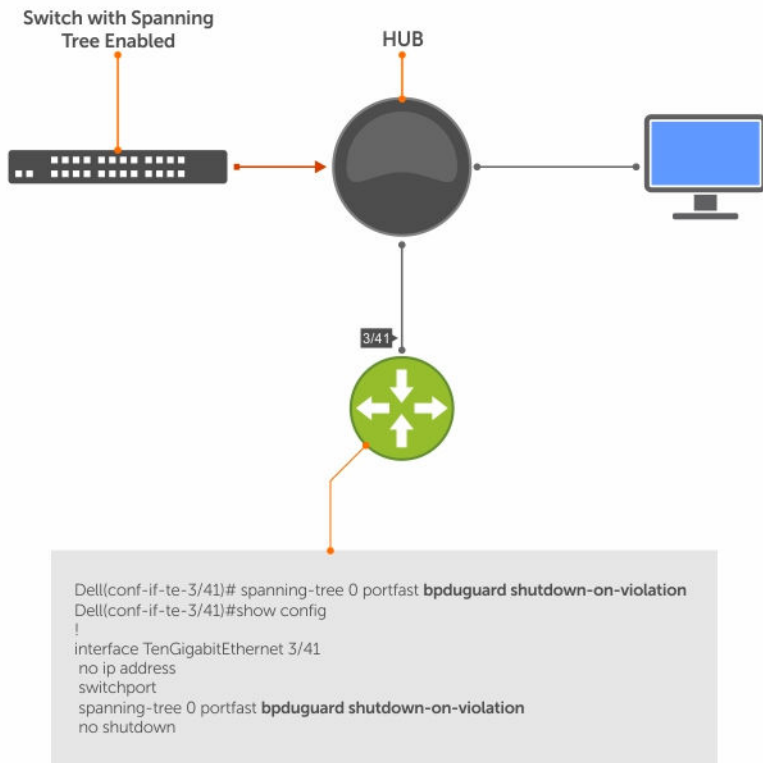 Switch with Spanning
Tree Enabled
HUB
3/41
Dell(conf-if-te-3/41)# spanning-tree 0 portfast bpduguard shutdown-on-violation
Dell(conf-if-te-3/41)#show config
!
interface TenGigabitEthernet 3/41
no ip address
switchport
spanning-tree 0 portfast bpduguard shutdown-on-violation
no shutdown